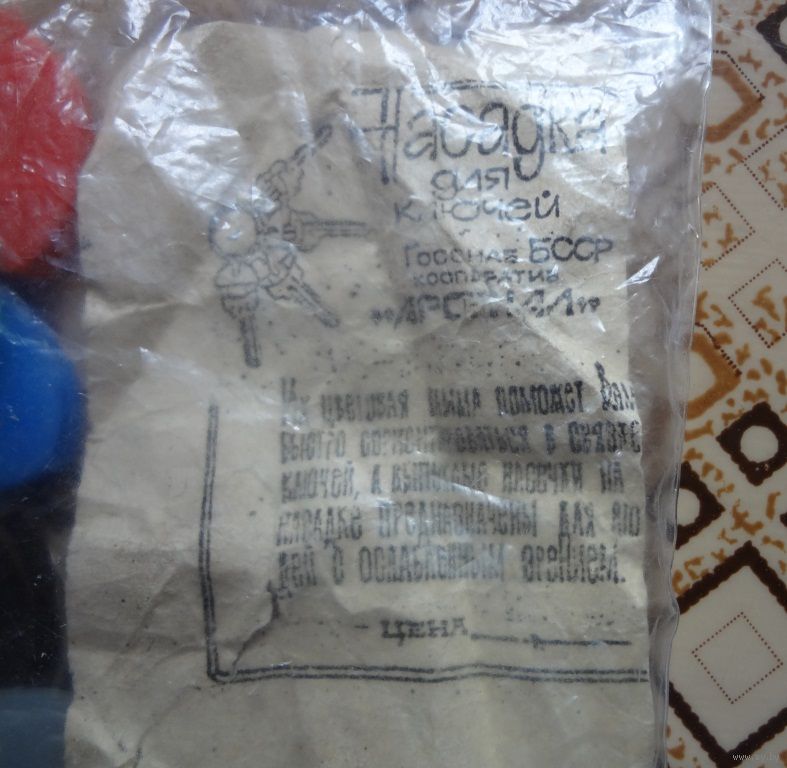 Насадка
для
ключей
Госснаб БССР
кооператив
„АРСЕНАЛ"
Их цветовая гамма поможет Вам
быстро сориентироваться в связке
ключей, а выпуклые насечки на
насадке предназначены для лю
дей с ослабленным зрением.
ЦЕНА